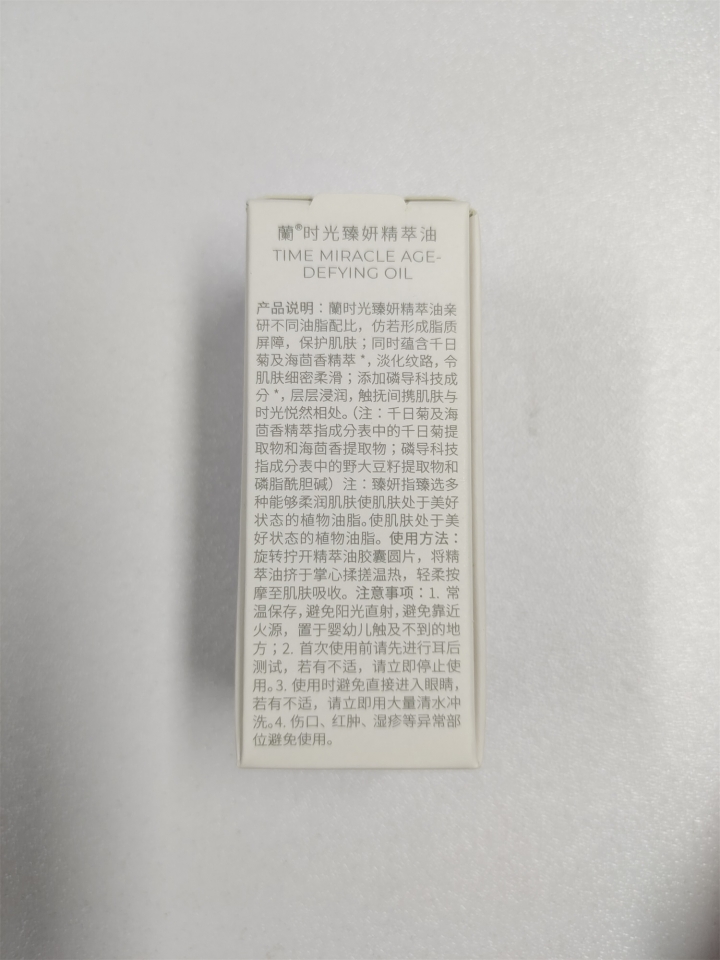 蘭®时光臻妍精萃油
TIME MIRACLE AGE-
DEFYING OIL
产品说明：蘭时光臻妍精萃油亲
研不同油脂配比，仿若形成脂质
屏障，保护肌肤；同时蕴含千日
菊及海茴香精萃*，淡化纹路，令
肌肤细密柔滑；添加磷导科技成
分*，层层浸润，触抚间携肌肤与
时光悦然相处。（注：千日菊及海
茴香精萃指成分表中的千日菊提
取物和海茴香提取物；磷导科技
指成分表中的野大豆籽提取物和
磷脂酰胆碱）注：臻妍指臻选多
种能够柔润肌肤使肌肤处于美好
状态的植物油脂。使肌肤处于美
好状态的植物油脂。使用方法：
旋转拧开精萃油胶囊圆片，将精
萃油挤于掌心揉搓温热，轻柔按
摩至肌肤吸收。注意事项：1. 常
温保存，避免阳光直射，避免靠近
火源，置于婴幼儿触及不到的地
方；2. 首次使用前请先进行耳后
测试，若有不适，请立即停止使
用。3. 使用时避免直接进入眼睛，
若有不适，请立即用大量清水冲
洗。4. 伤口、红肿、湿疹等异常部
位避免使用。